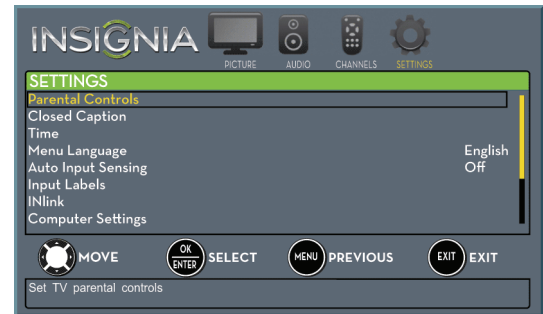 INSIGNIA
PICTURE AUDIO CHANNELS SETTINGS
SETTINGS
Parental Controls
Closed Caption
Time
Menu Language English
Auto Input Sensing Off
Input Labels
INlink
Computer Settings
MOVE OK ENTER SELECT MENU PREVIOUS EXIT EXIT
Set TV parental controls